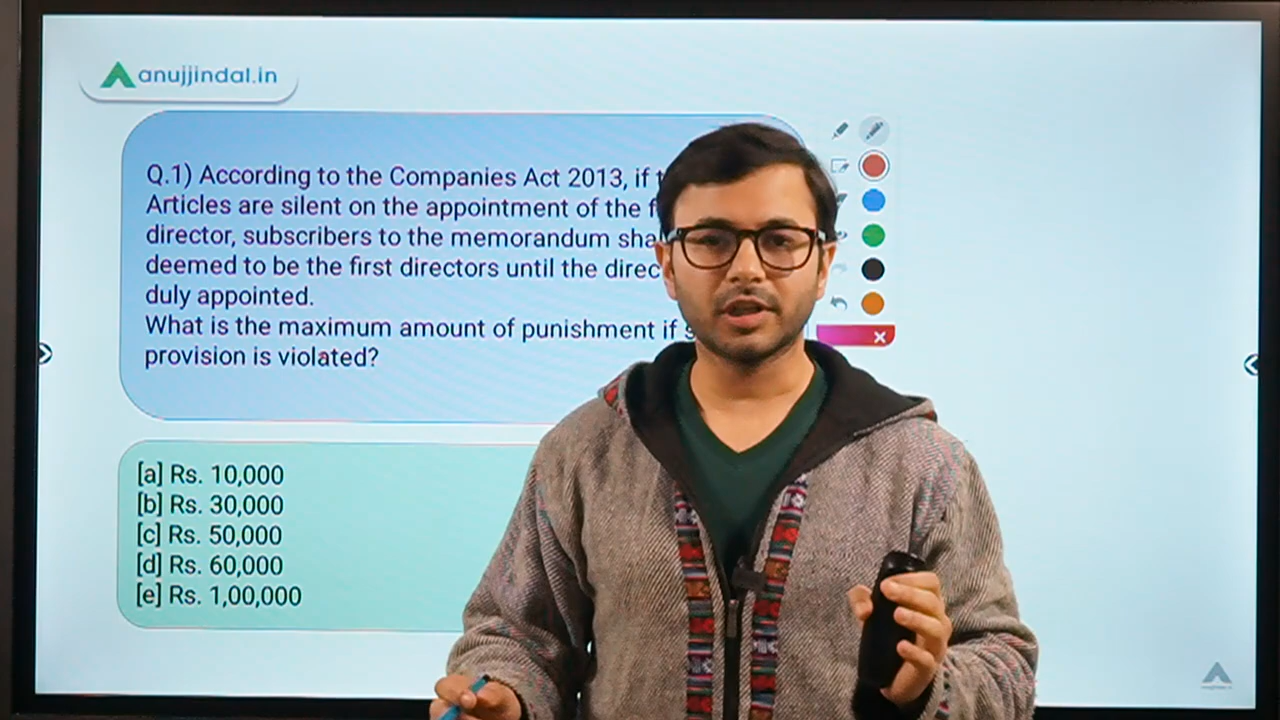 anujjindal.in
Q.1) According to the Companies Act 2013, if
Articles are silent on the appointment of the
director, subscribers to the memorandum
deemed to be the first directors until the
duly appointed.
What is the maximum amount of punishment if
provision is violated?
[a] Rs. 10,000
[b] Rs. 30,000
[c] Rs. 50,000
[d] Rs. 60,000
[e] Rs. 1,00,000